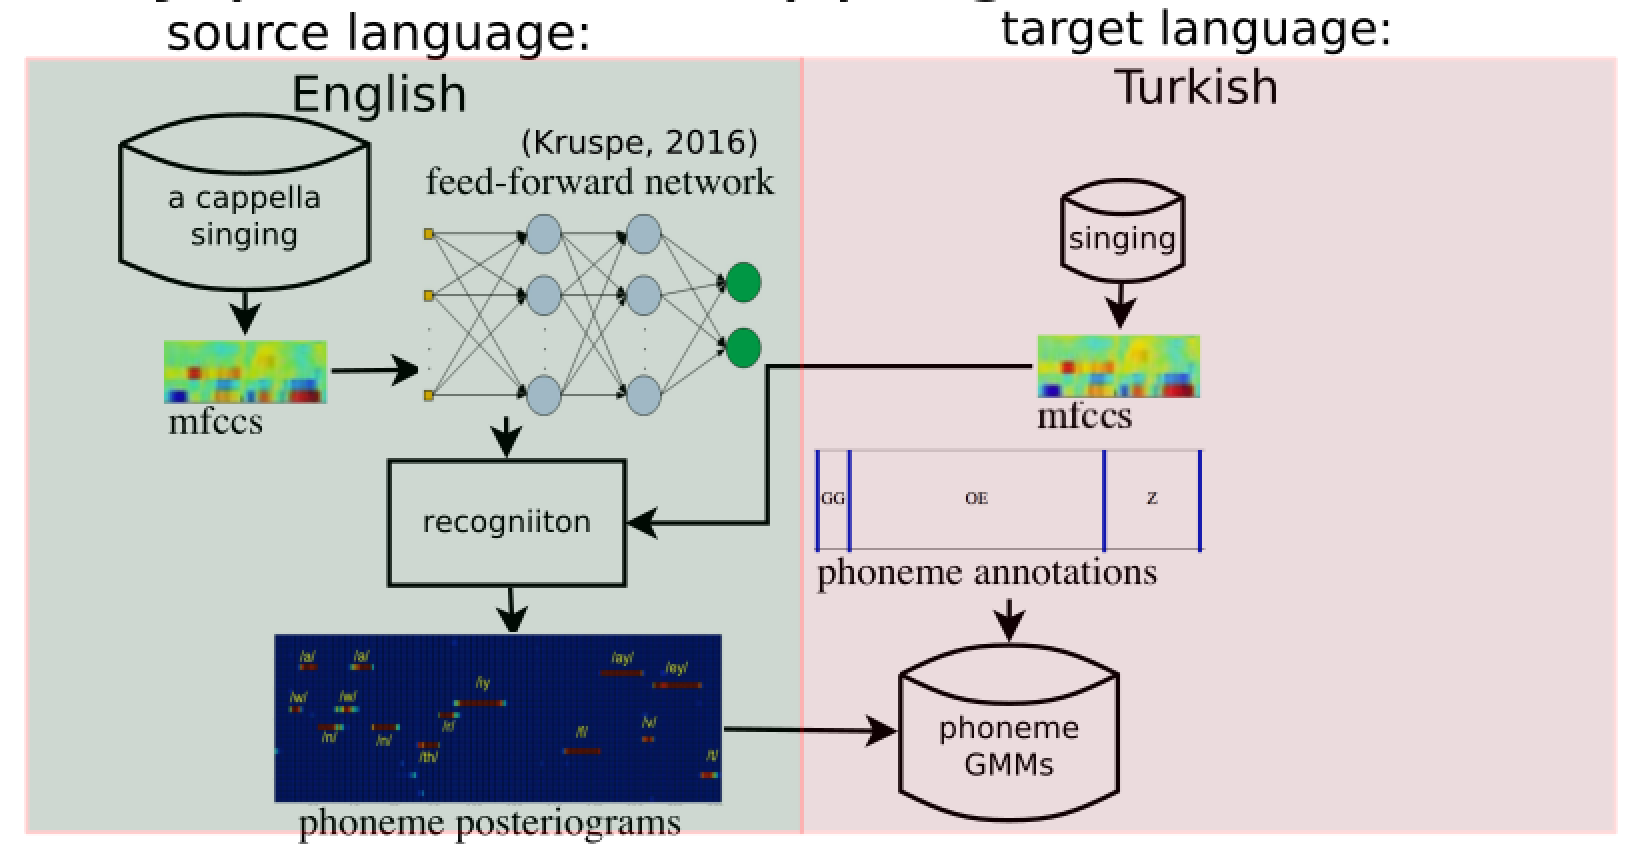 source language:
English
target language:
Turkish
a cappella
singing
(Kruspe, 2016)
feed-forward network
mfccs
recogniiton
singing
mfccs
GG
OE
Z
phoneme annotations
/a/
/a/
/w/
/w/
/n/
/n/
/th/
/r/
/iy
/f/
/ay/
/ey/
/v/
/t/
phoneme posteriograms
phoneme
GMMs